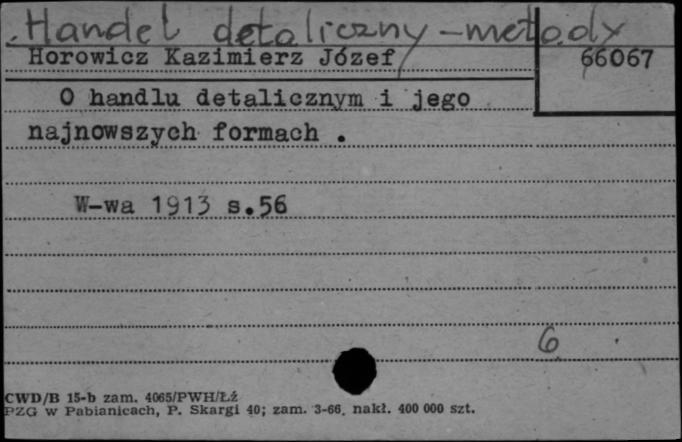 Handel detaliczny - metody
Horowicz Kazimierz Józef 66067
O handlu detalicznym i jego
najnowszych formach .
W-wa 1913 s.56
6
CWD/B 15-b zam. 4065/PWH/Łź
PZG w Pabianicach, P. Skargi 40; zam. 3-66. nakł. 400 000 szt.